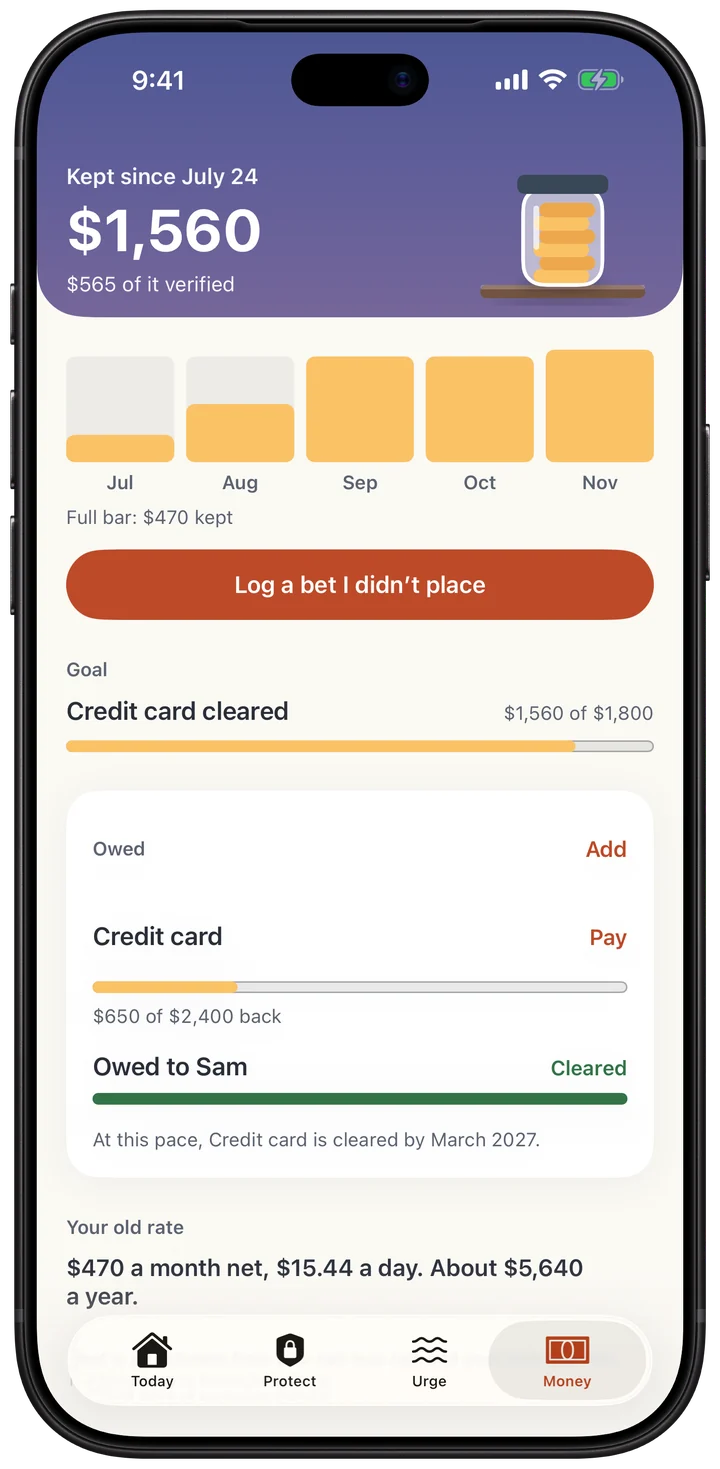 9:41
Kept since July 24
$1,560
$565 of it verified
Jul Aug Sep Oct Nov
Full bar: $470 kept
Log a bet I didn’t place
Goal
Credit card cleared $1,560 of $1,800
Owed Add
Credit card Pay
$650 of $2,400 back
Owed to Sam Cleared
At this pace, Credit card is cleared by March 2027.
Your old rate
$470 a month net, $15.44 a day. About $5,640
a year.
Today Protect Urge Money